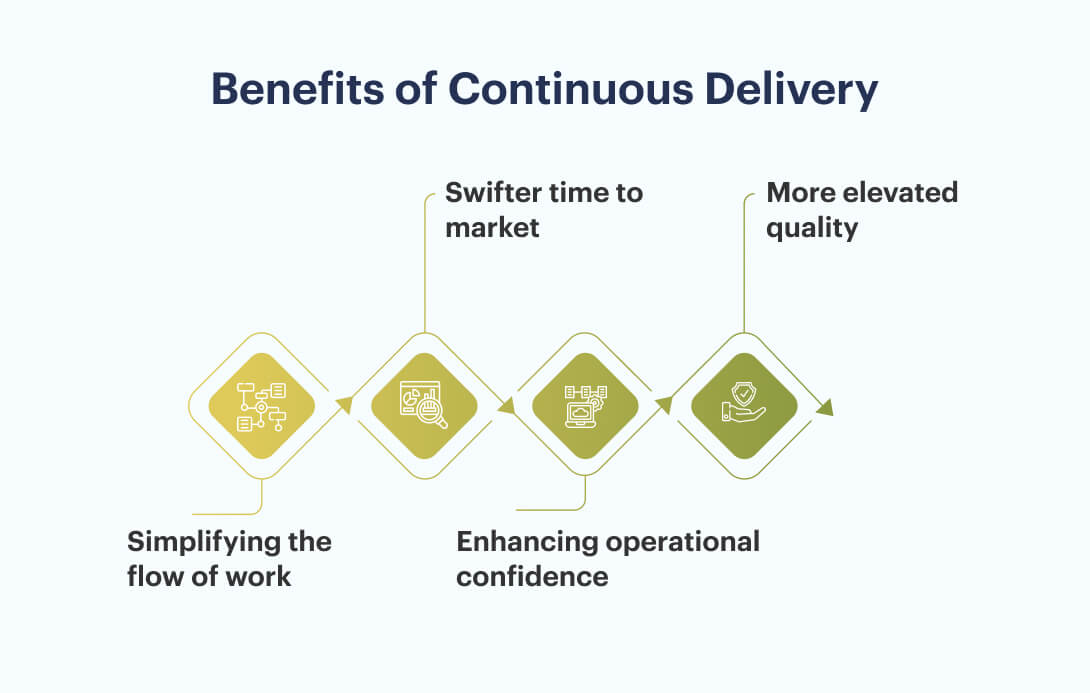 Benefits of Continuous Delivery
Swifter time to
market
More elevated
quality
Simplifying the
flow of work
Enhancing operational
confidence